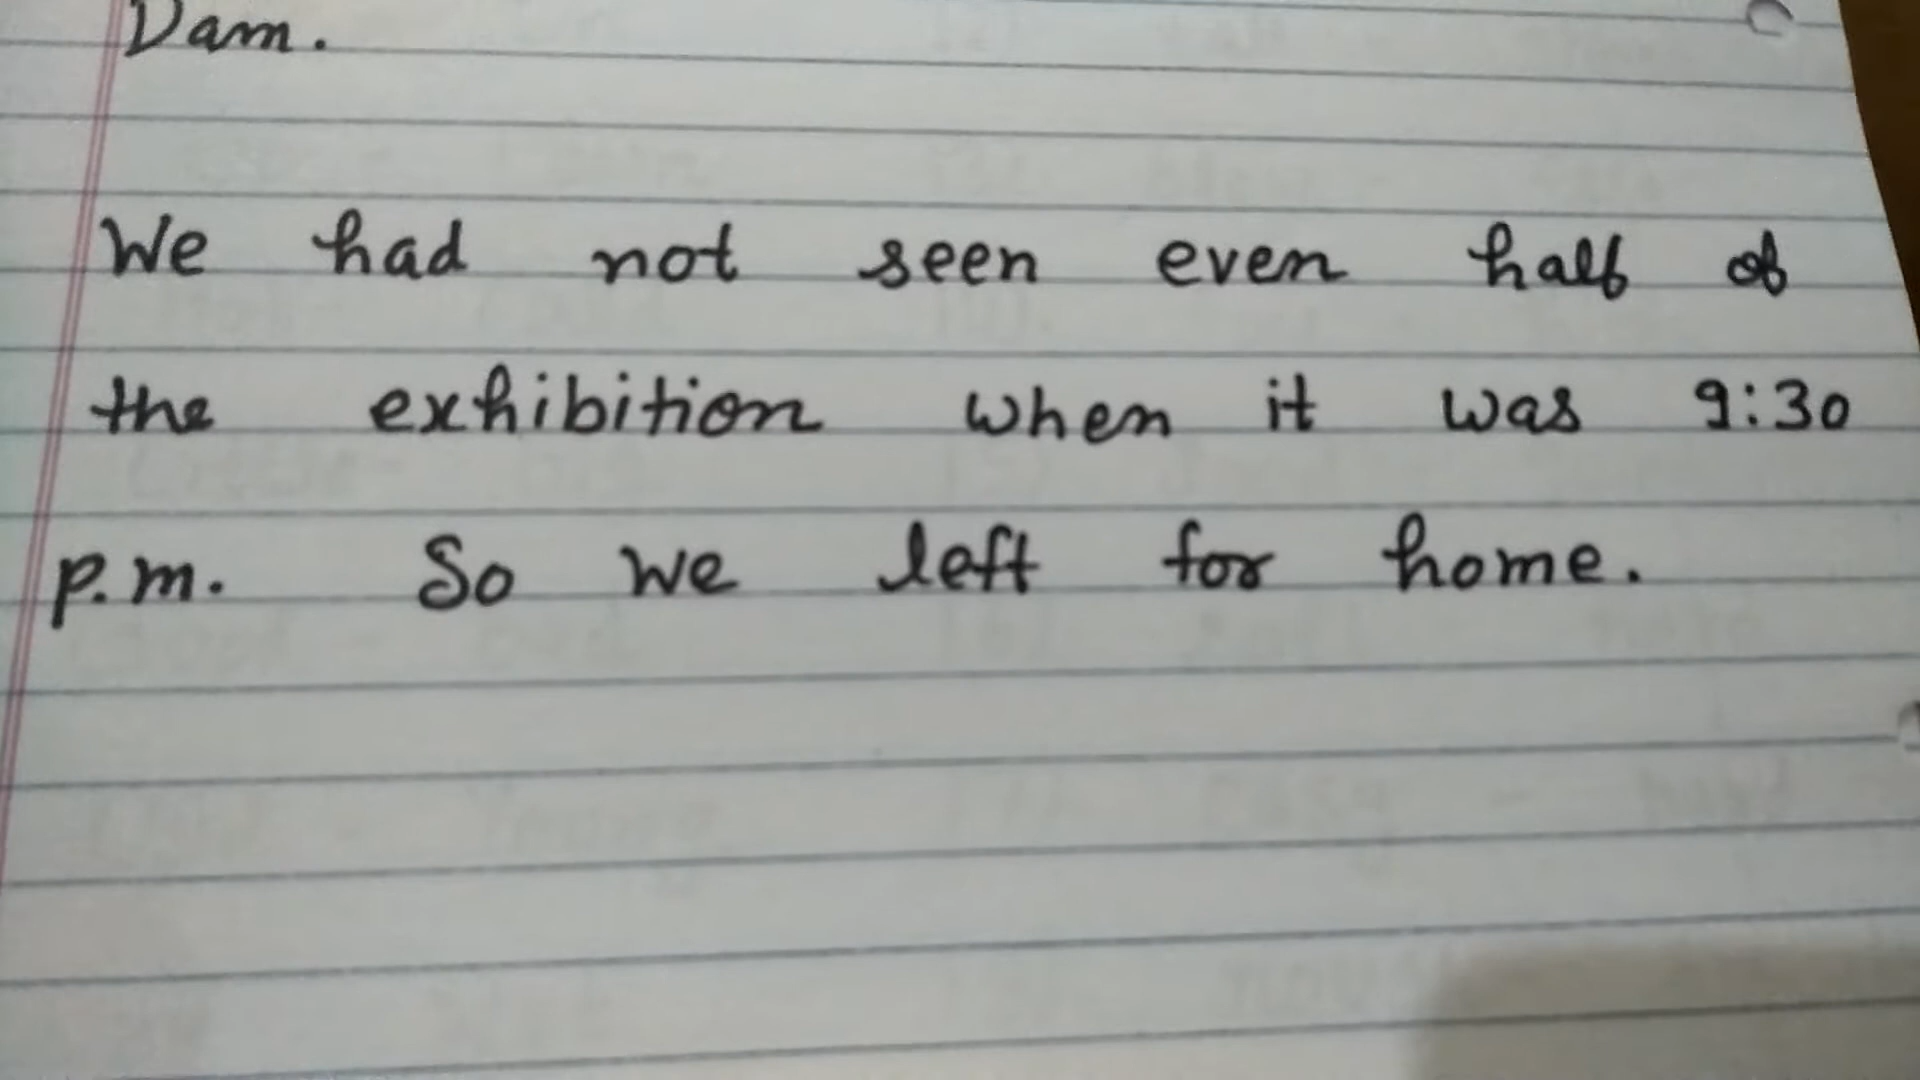 Dam.
We had not seen even half of
the exhibition when it was 9:30
p.m. So we left for home.